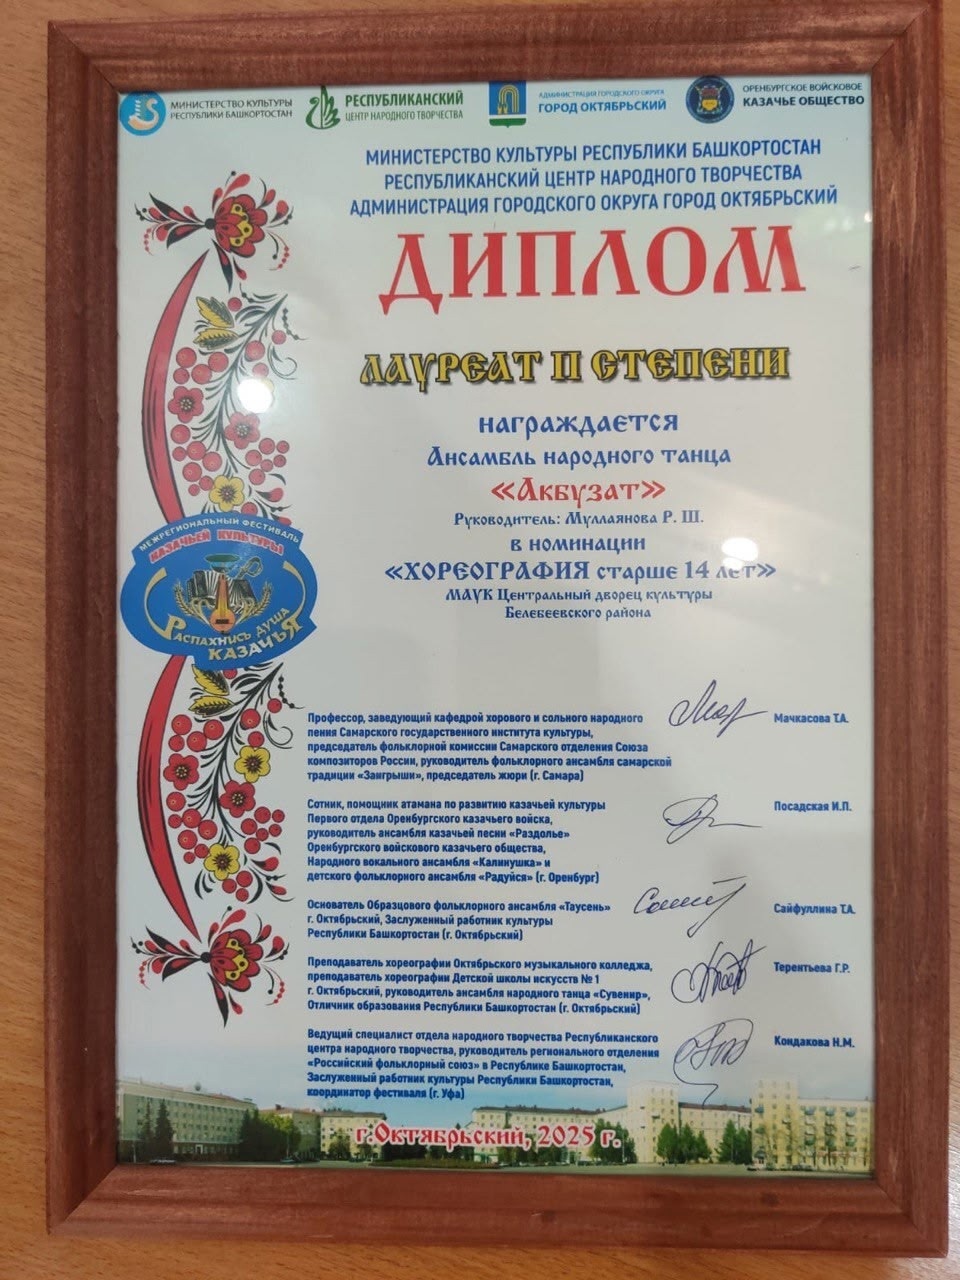 МИНИСТЕРСТВО КУЛЬТУРЫ
РЕСПУБЛИКИ БАШКОРТОСТАН
РЕСПУБЛИКАНСКИЙ
ЦЕНТР НАРОДНОГО ТВОРЧЕСТВА
АДМИНИСТРАЦИЯ ГОРОДСКОГО ОКРУГА
ГОРОД ОКТЯБРЬСКИЙ
ОРЕНБУРГСКОЕ ВОЙСКОВОЕ
КАЗАЧЬЕ ОБЩЕСТВО
МИНИСТЕРСТВО КУЛЬТУРЫ РЕСПУБЛИКИ БАШКОРТОСТАН
РЕСПУБЛИКАНСКИЙ ЦЕНТР НАРОДНОГО ТВОРЧЕСТВА
АДМИНИСТРАЦИЯ ГОРОДСКОГО ОКРУГА ГОРОД ОКТЯБРЬСКИЙ
ДИПЛОМ
ЛАУРЕАТ II СТЕПЕНИ
награждается
Ансамбль народного танца
«Акбузат»
Руководитель: Муллаянова Р. Ш.
в номинации
«ХОРЕОГРАФИЯ старше 14 лет»
МАУК Центральный дворец культуры
Белебеевского района
МЕЖРЕГИОНАЛЬНЫЙ ФЕСТИВАЛЬ
КАЗАЧЬЕЙ КУЛЬТУРЫ
РАСПАХНИСЬ ДУША
КАЗАЧЬЯ
Профессор, заведующий кафедрой хорового и сольного народного
пения Самарского государственного института культуры,
председатель фольклорной комиссии Самарского отделения Союза
композиторов России, руководитель фольклорного ансамбля самарской
традиции «Заигрыши», председатель жюри (г. Самара)
Мачкасова Т.А.
Сотник, помощник атамана по развитию казачьей культуры
Первого отдела Оренбургского казачьего войска,
руководитель ансамбля казачьей песни «Раздолье»
Оренбургского войскового казачьего общества,
Народного вокального ансамбля «Калинушка» и
детского фольклорного ансамбля «Радуйся» (г. Оренбург)
Посадская И.П.
Основатель Образцового фольклорного ансамбля «Таусень»
г. Октябрьский, Заслуженный работник культуры
Республики Башкортостан (г. Октябрьский)
Сайфуллина Т.А.
Преподаватель хореографии Октябрьского музыкального колледжа,
преподаватель хореографии Детской школы искусств № 1
г. Октябрьский, руководитель ансамбля народного танца «Сувенир»,
Отличник образования Республики Башкортостан (г. Октябрьский)
Терентьева Г.Р.
Ведущий специалист отдела народного творчества Республиканского
центра народного творчества, руководитель регионального отделения
«Российский фольклорный союз» в Республике Башкортостан,
Заслуженный работник культуры Республики Башкортостан,
координатор фестиваля (г. Уфа)
Кондакова Н.М.
г.Октябрьский, 2025 г.